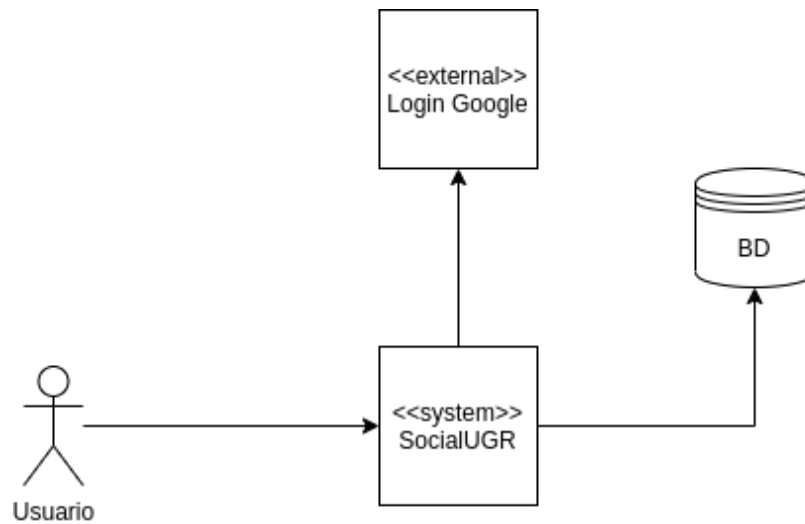 <<external>>
Login Google
BD
<<system>>
SocialUGR
Usuario